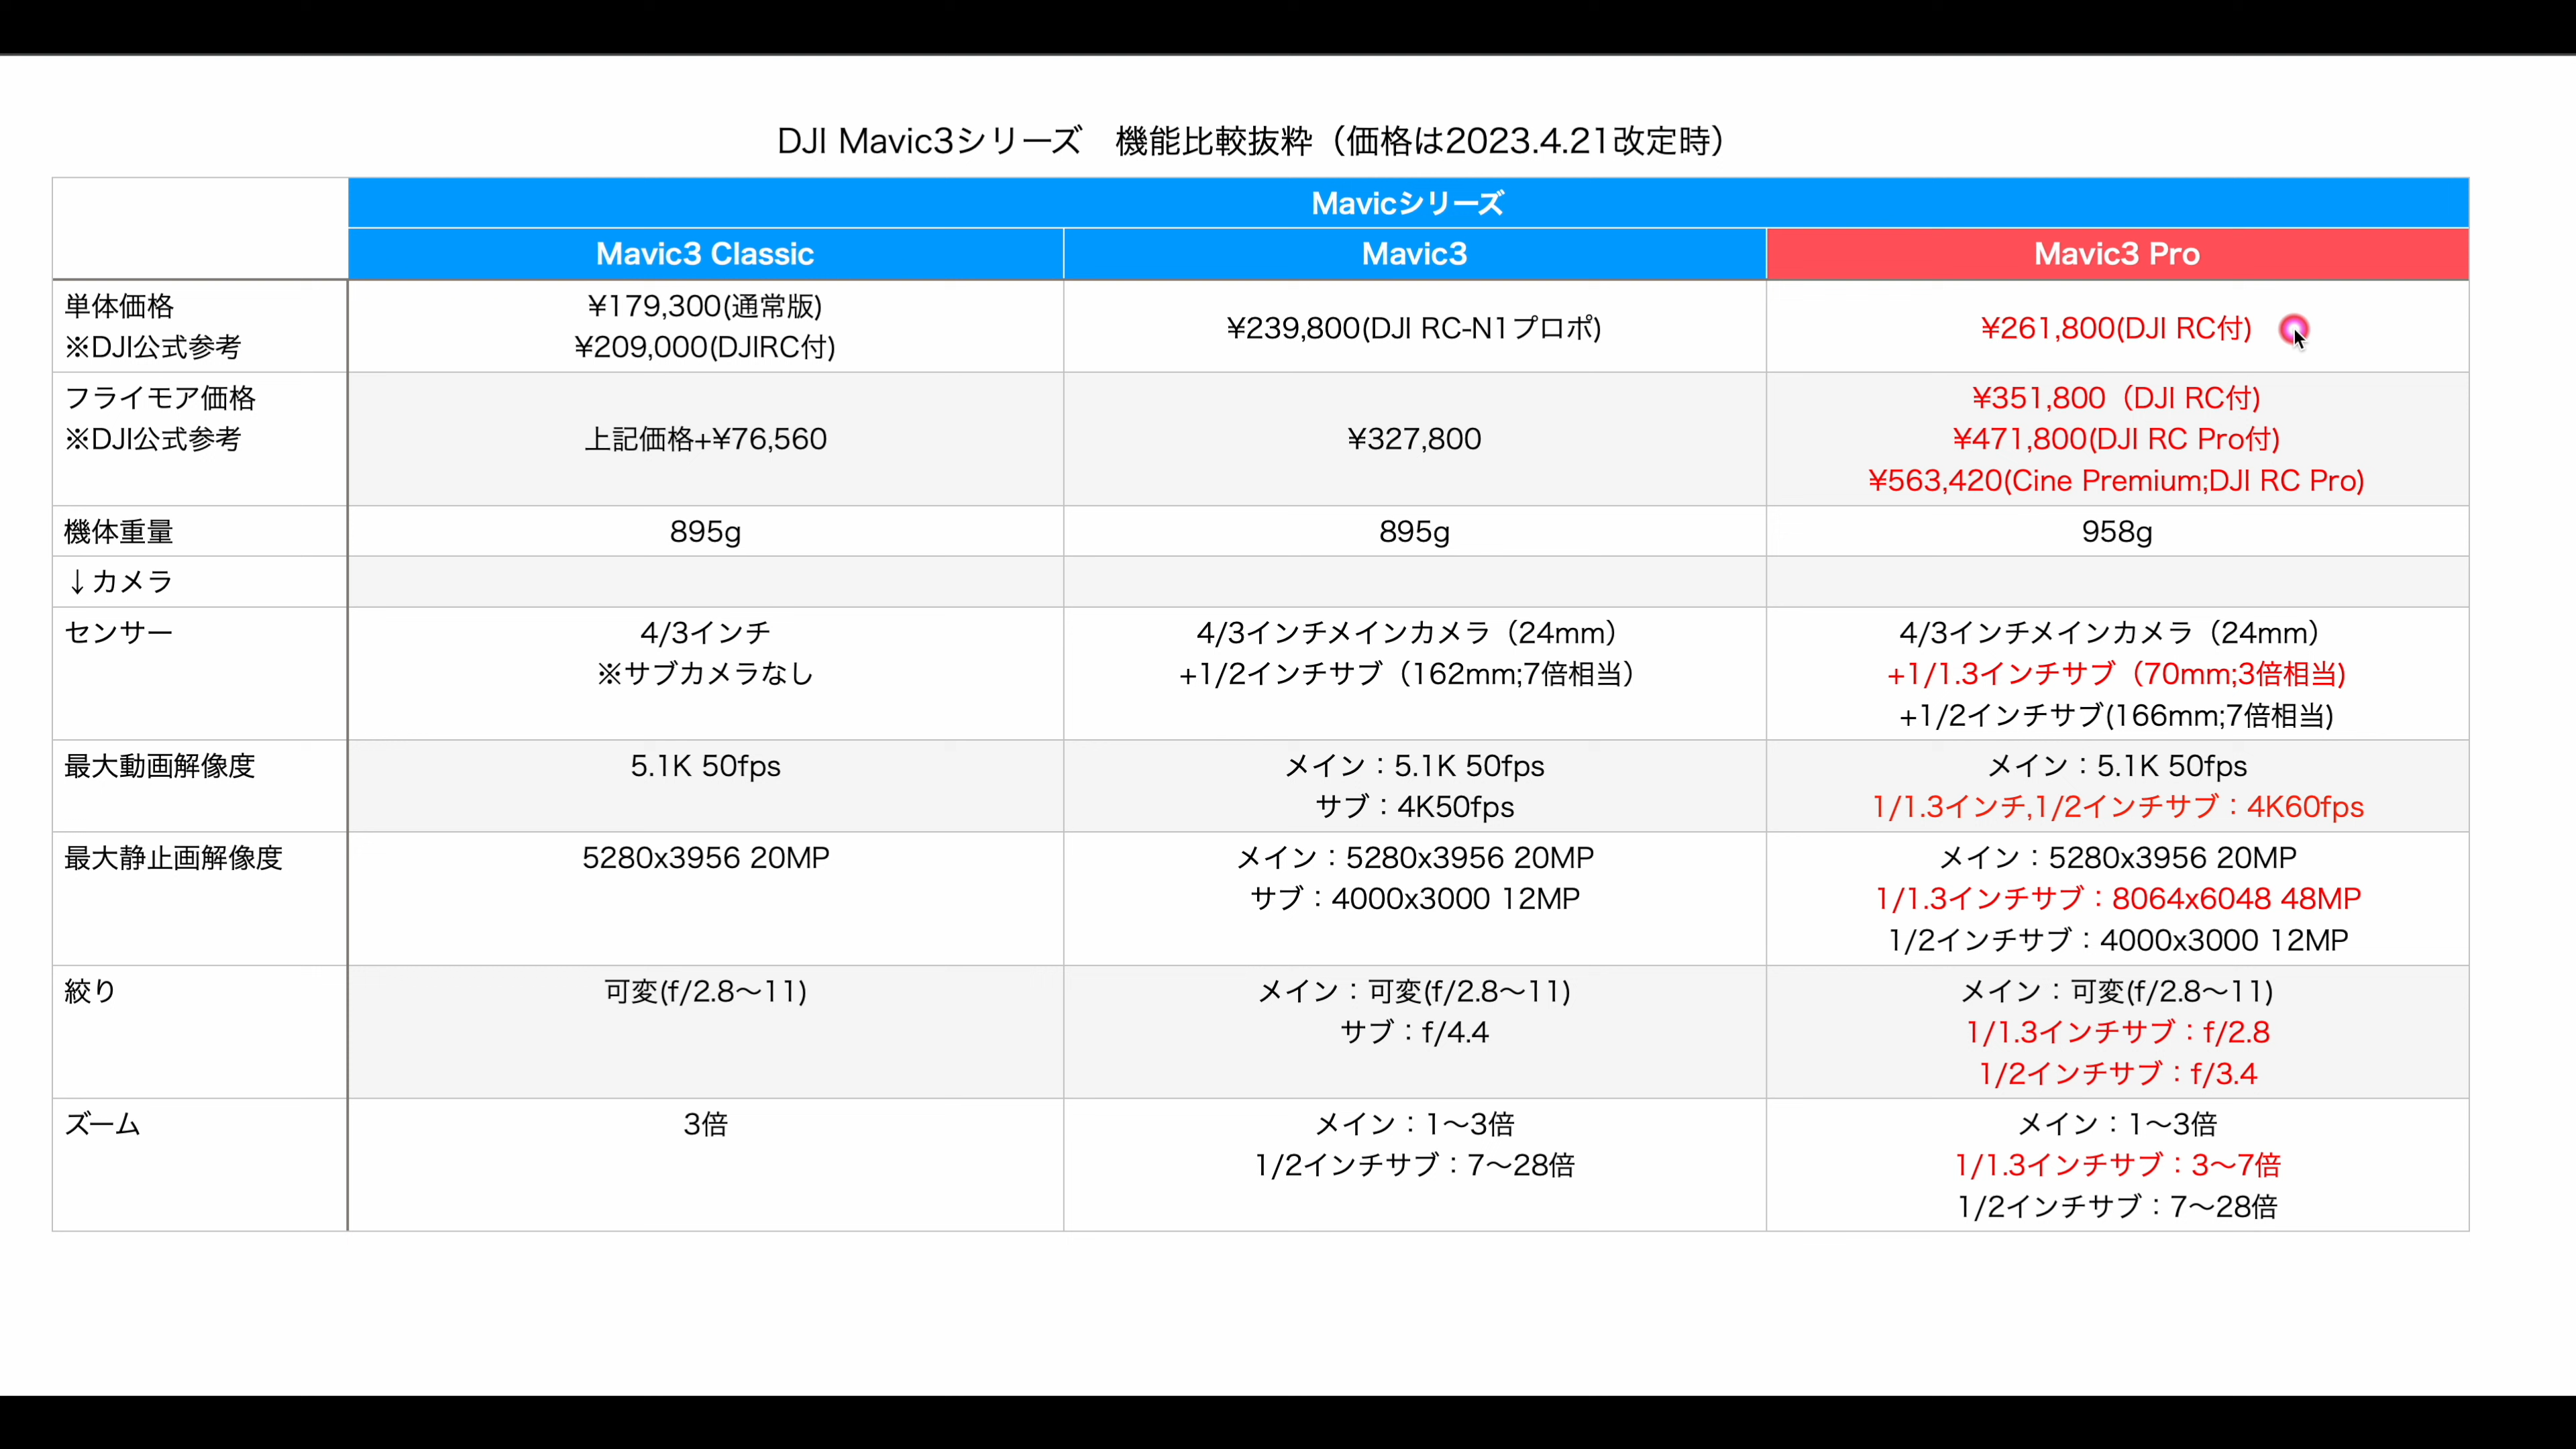 DJI Mavic3シリーズ　機能比較抜粋（価格は2023.4.21改定時）
Mavicシリーズ
Mavic3 Classic
Mavic3
Mavic3 Pro
単体価格
※DJI公式参考
¥179,300(通常版)
¥209,000(DJIRC付)
¥239,800(DJI RC-N1プロポ)
¥261,800(DJI RC付)
フライモア価格
※DJI公式参考
上記価格+¥76,560
¥327,800
¥351,800（DJI RC付)
¥471,800(DJI RC Pro付)
¥563,420(Cine Premium;DJI RC Pro)
機体重量
895g
895g
958g
↓カメラ
センサー
4/3インチ
※サブカメラなし
4/3インチメインカメラ（24mm）
+1/2インチサブ（162mm;7倍相当）
4/3インチメインカメラ（24mm）
+1/1.3インチサブ（70mm;3倍相当)
+1/2インチサブ(166mm;7倍相当)
最大動画解像度
5.1K 50fps
メイン：5.1K 50fps
サブ：4K50fps
メイン：5.1K 50fps
1/1.3インチ,1/2インチサブ：4K60fps
最大静止画解像度
5280x3956 20MP
メイン：5280x3956 20MP
サブ：4000x3000 12MP
メイン：5280x3956 20MP
1/1.3インチサブ：8064x6048 48MP
1/2インチサブ：4000x3000 12MP
絞り
可変(f/2.8〜11)
メイン：可変(f/2.8〜11)
サブ：f/4.4
メイン：可変(f/2.8〜11)
1/1.3インチサブ：f/2.8
1/2インチサブ：f/3.4
ズーム
3倍
メイン：1〜3倍
1/2インチサブ：7〜28倍
メイン：1〜3倍
1/1.3インチサブ：3〜7倍
1/2インチサブ：7〜28倍